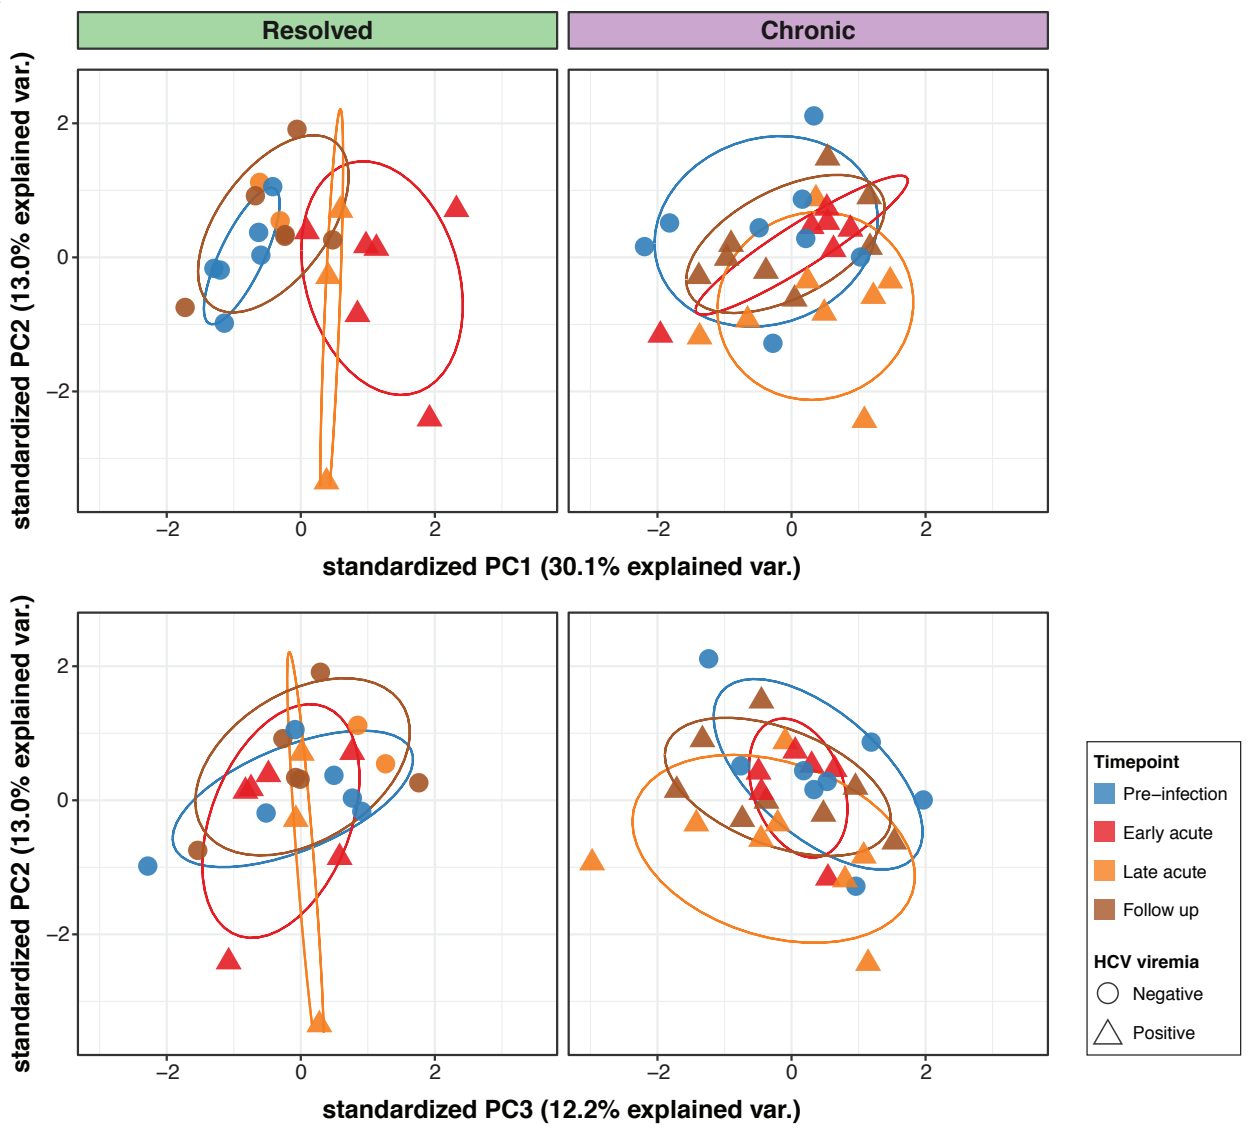 Resolved
Chronic
standardized PC2 (13.0% explained var.)
2
0
−2
−2
0
2
−2
0
2
standardized PC1 (30.1% explained var.)
standardized PC2 (13.0% explained var.)
2
0
−2
−2
0
2
−2
0
2
standardized PC3 (12.2% explained var.)
Timepoint
Pre−infection
Early acute
Late acute
Follow up
HCV viremia
Negative
Positive